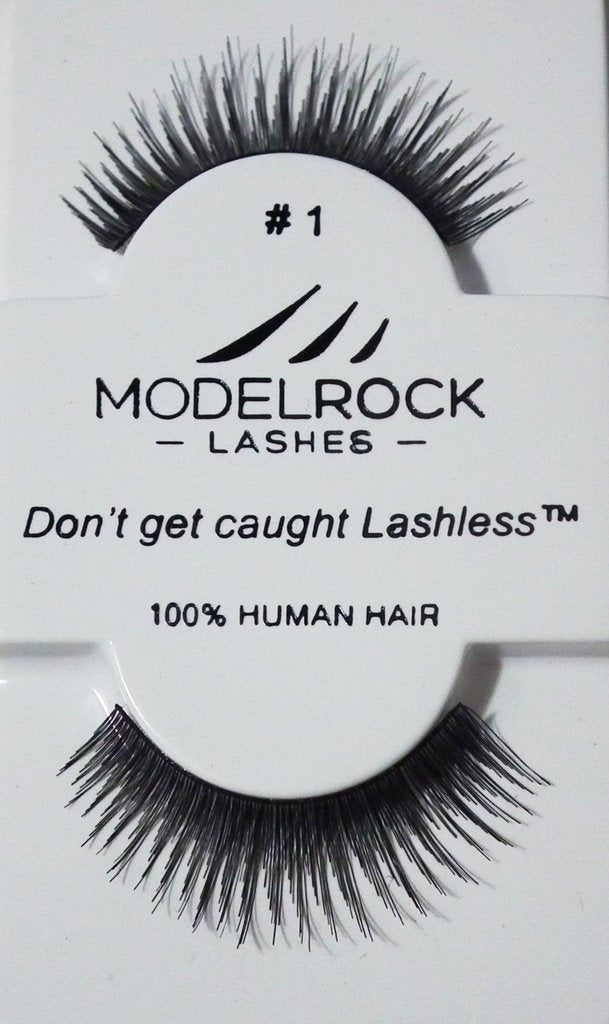 # 1
MODELROCK
— LASHES —
Don't get caught Lashless™
100% HUMAN HAIR